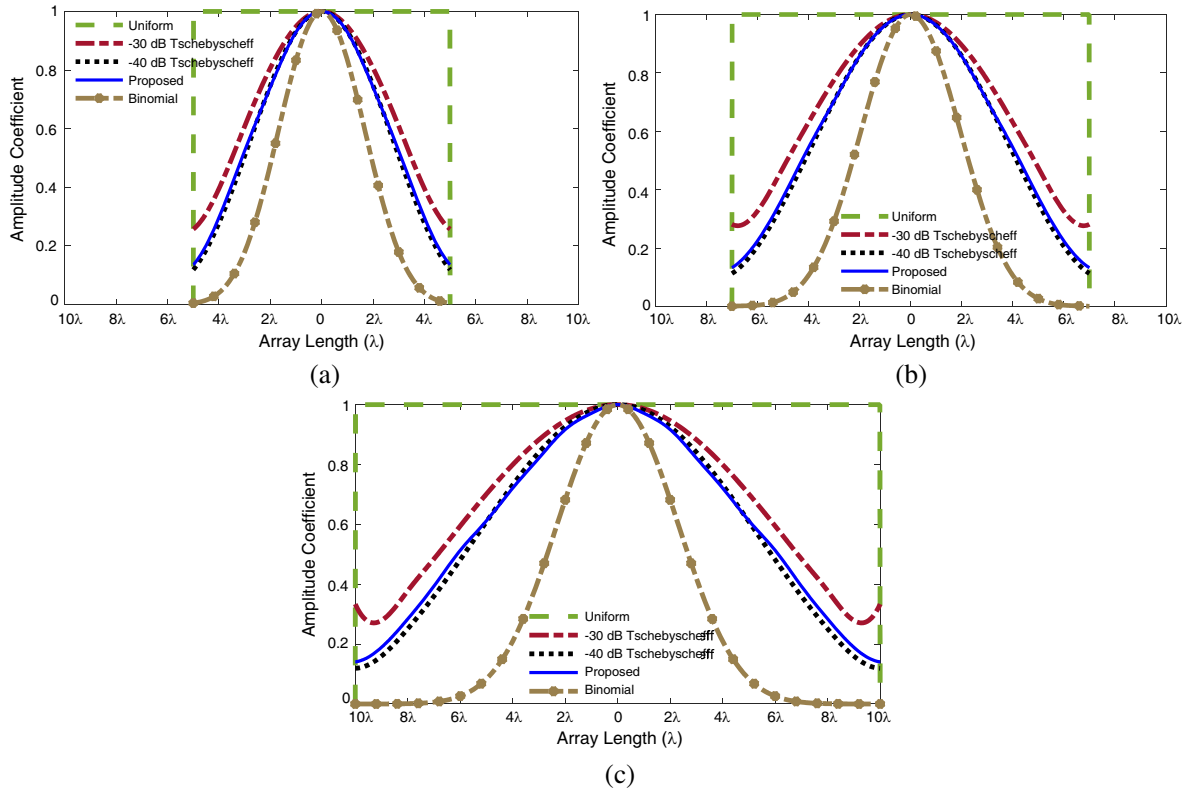 Amplitude Coefficient
1
0.8
0.6
0.4
0.2
0
Uniform
-30 dB Tschebyscheff
-40 dB Tschebyscheff
Proposed
Binomial
10λ 8λ 6λ 4λ 2λ 0 2λ 4λ 6λ 8λ 10λ
Array Length (λ)
(a)
Amplitude Coefficient
1
0.8
0.6
0.4
0.2
0
Uniform
-30 dB Tschebyscheff
-40 dB Tschebyscheff
Proposed
Binomial
10λ 8λ 6λ 4λ 2λ 0 2λ 4λ 6λ 8λ 10λ
Array Length (λ)
(b)
Amplitude Coefficient
1
0.8
0.6
0.4
0.2
0
Uniform
-30 dB Tschebyscheff
-40 dB Tschebyscheff
Proposed
Binomial
10λ 8λ 6λ 4λ 2λ 0 2λ 4λ 6λ 8λ 10λ
Array Length (λ)
(c)